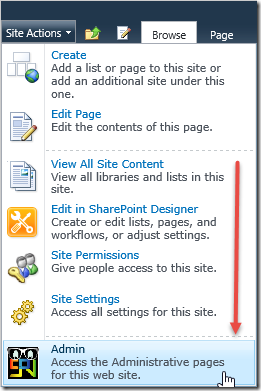 Site Actions Browse Page
Create
Add a list or page to this site or
add an additional site under this
one.
Edit Page
Edit the contents of this page.
View All Site Content
View all libraries and lists in this
site.
Edit in SharePoint Designer
Create or edit lists, pages, and
workflows, or adjust settings.
Site Permissions
Give people access to this site.
Site Settings
Access all settings for this site.
Admin
Access the Administrative pages
for this web site.